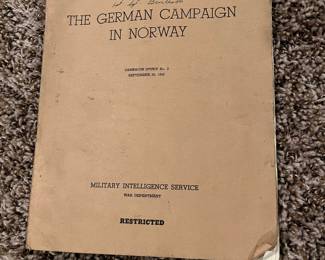 THE GERMAN CAMPAIGN
IN NORWAY
CAMPAIGN STUDY No. 2
SEPTEMBER 30, 1942
MILITARY INTELLIGENCE SERVICE
WAR DEPARTMENT
RESTRICTED